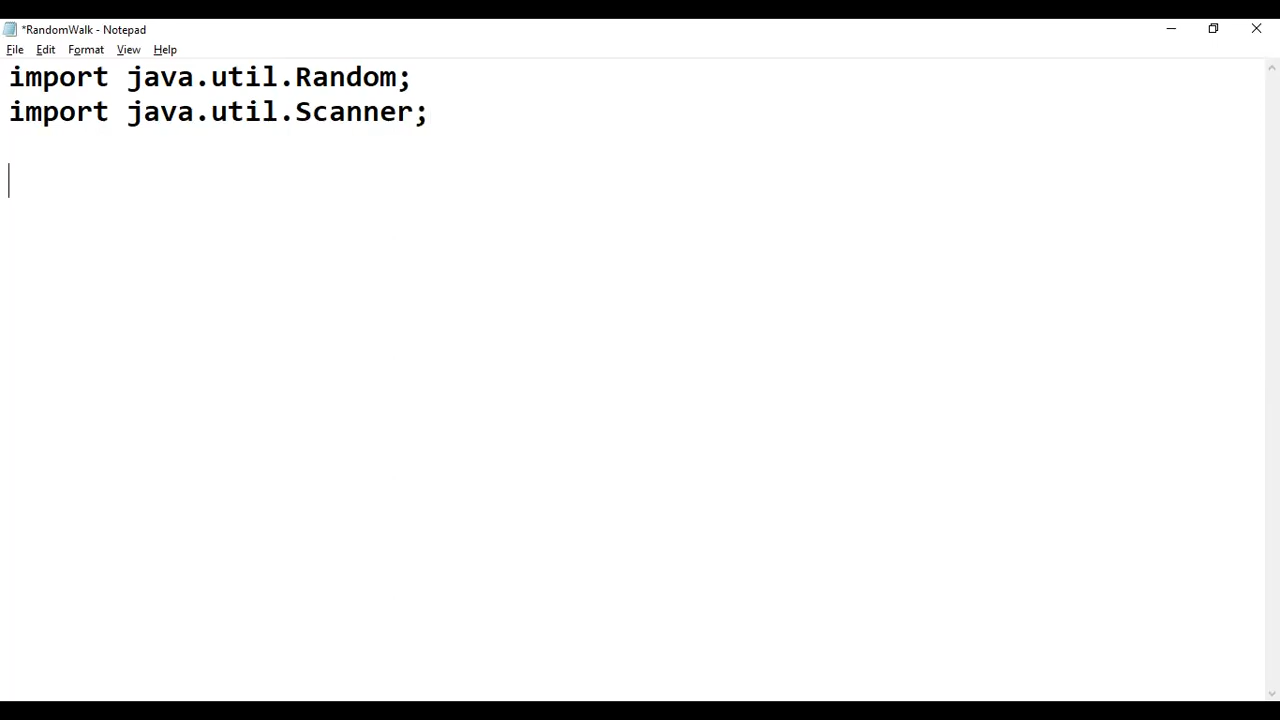 *RandomWalk - Notepad
File Edit Format View Help
import java.util.Random;
import java.util.Scanner;